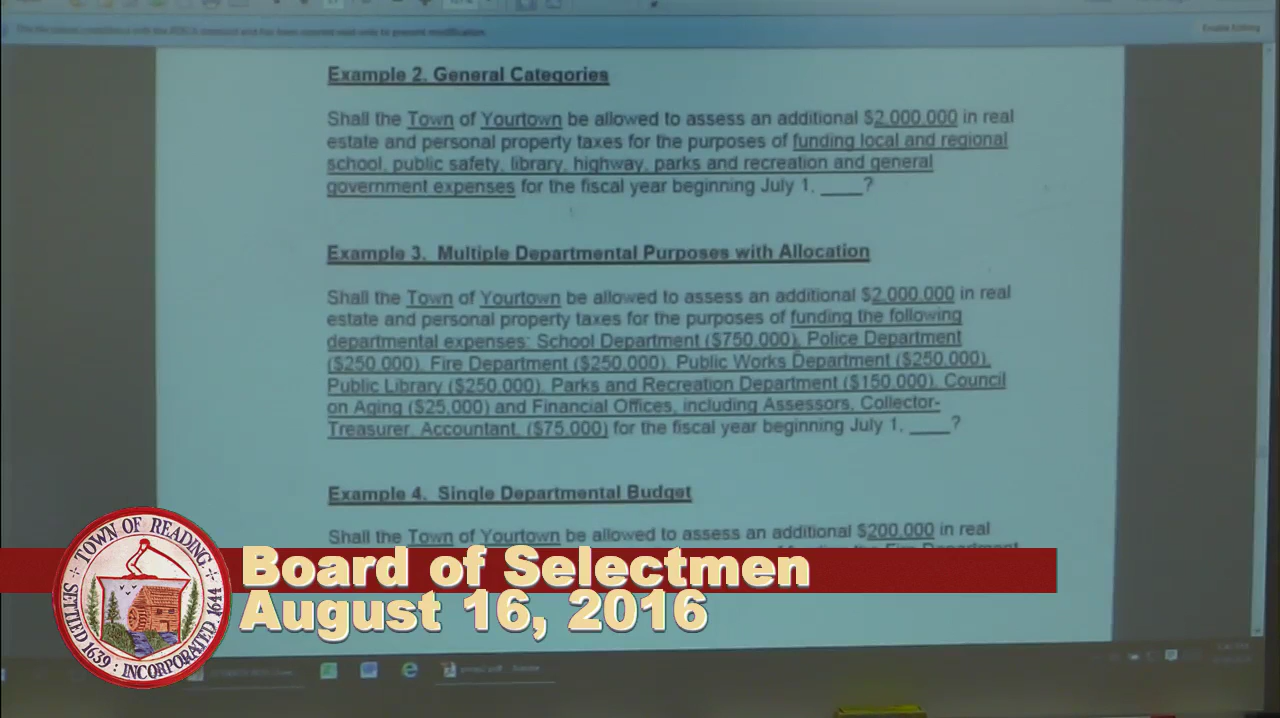 Enable Editing
Example 2. General Categories
Shall the Town of Yourtown be allowed to assess an additional $2,000,000 in real
estate and personal property taxes for the purposes of funding local and regional
school, public safety, library, highway, parks and recreation and general
government expenses for the fiscal year beginning July 1, ____?
Example 3. Multiple Departmental Purposes with Allocation
Shall the Town of Yourtown be allowed to assess an additional $2,000,000 in real
estate and personal property taxes for the purposes of funding the following
departmental expenses: School Department ($750,000), Police Department
($250,000), Fire Department ($250,000), Public Works Department ($250,000),
Public Library ($250,000), Parks and Recreation Department ($150,000), Council
on Aging ($25,000) and Financial Offices, including Assessors, Collector-
Treasurer, Accountant, ($75,000) for the fiscal year beginning July 1, ____?
Example 4. Single Departmental Budget
Shall the Town of Yourtown be allowed to assess an additional $200,000 in real
TOWN OF READING
SETTLED 1639 : INCORPORATED 1644
Board of Selectmen
August 16, 2016